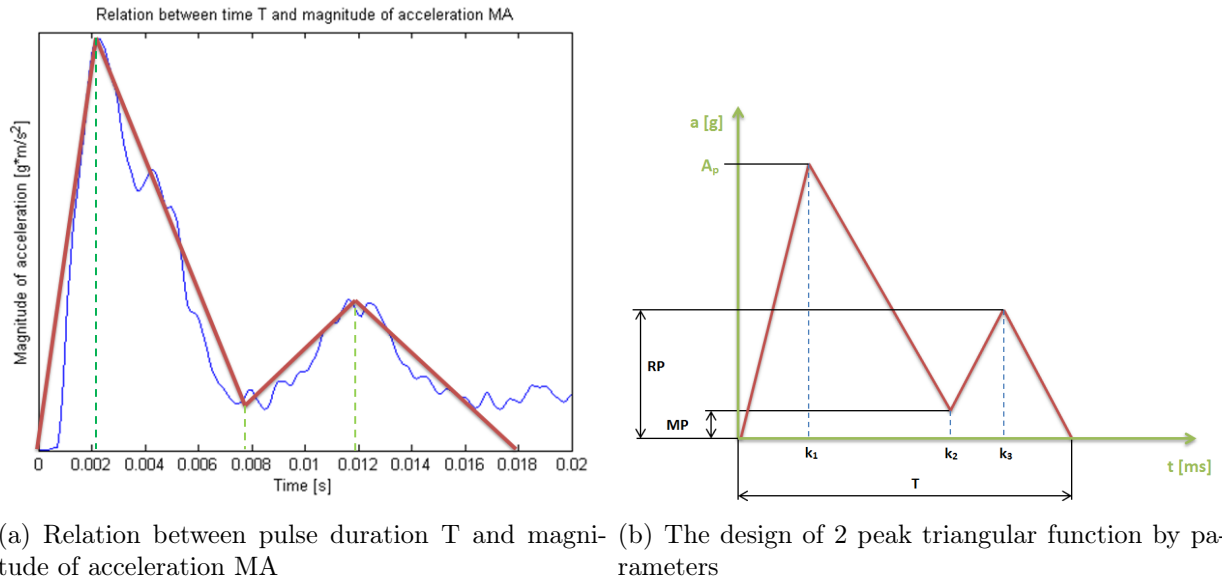 Relation between time T and magnitude of acceleration MA
Magnitude of acceleration [g*m/s²]
0 0.002 0.004 0.006 0.008 0.01 0.012 0.014 0.016 0.018 0.02
Time [s]
a [g]
Aₚ
RP
MP
k₁ k₂ k₃
t [ms]
T
(a) Relation between pulse duration T and magni-
tude of acceleration MA
(b) The design of 2 peak triangular function by pa-
rameters